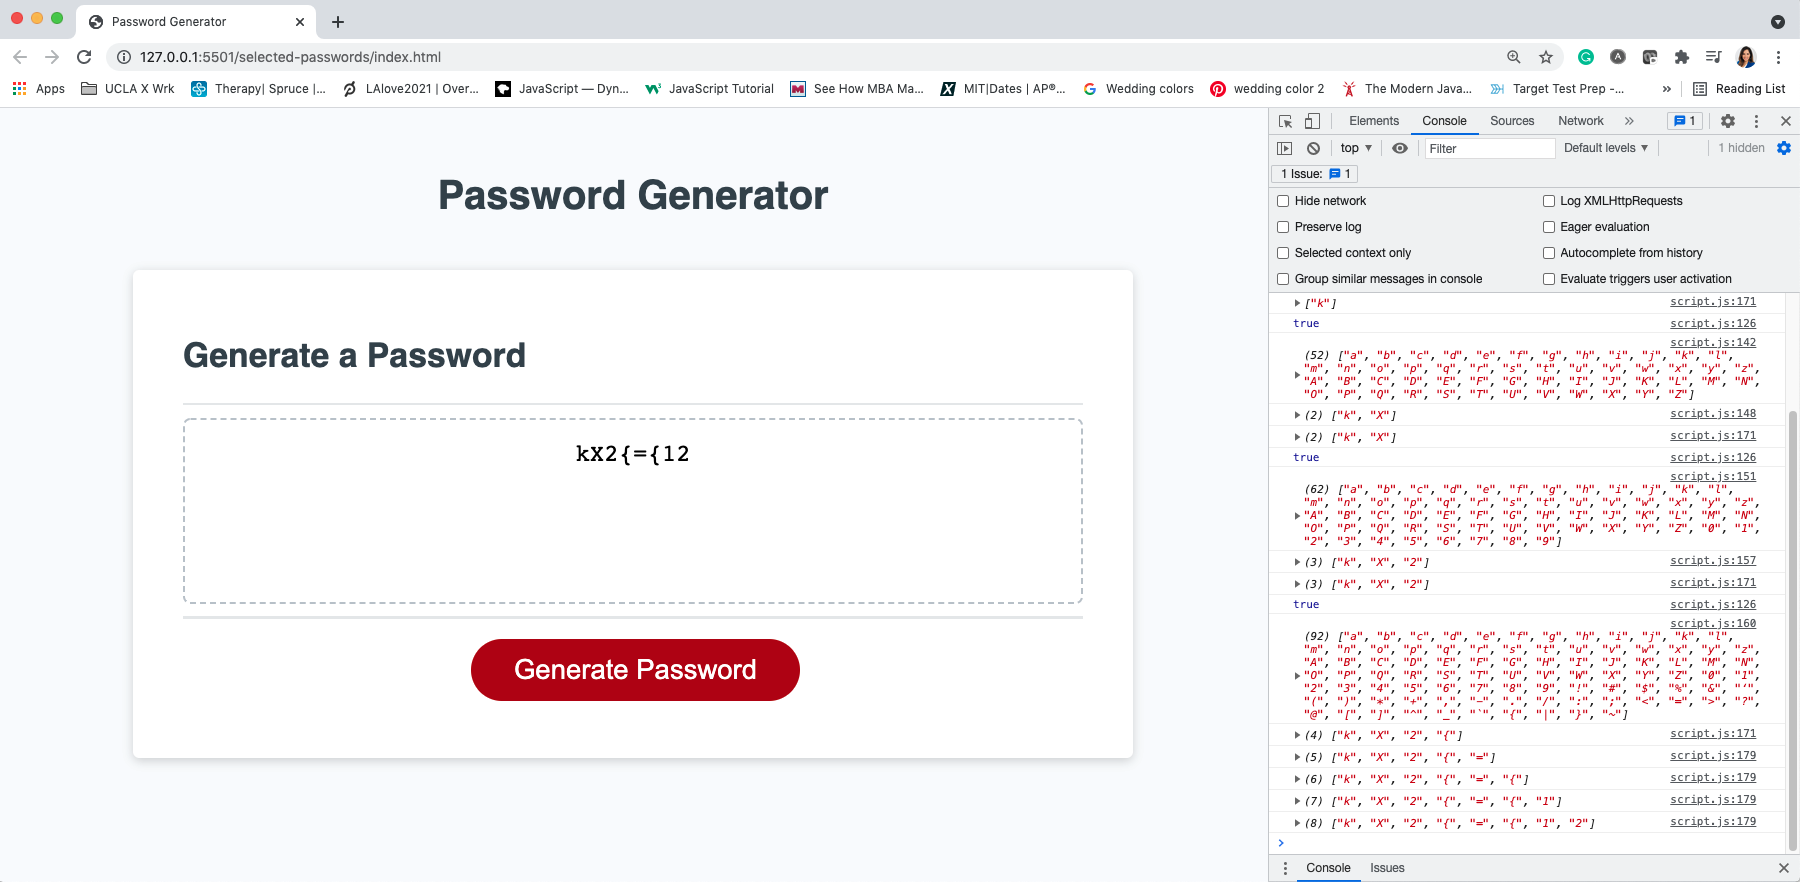 Password Generator
127.0.0.1:5501/selected-passwords/index.html
Apps UCLA X Wrk Therapy| Spruce |... LAlove2021 | Over... JavaScript — Dyn... JavaScript Tutorial See How MBA Ma... MIT|Dates | AP®... Wedding colors wedding color 2 The Modern Java... Target Test Prep -... » Reading List
Password Generator
Generate a Password
kX2{={12
Generate Password
Elements Console Sources Network » 1
top Filter Default levels 1 hidden
1 Issue: 1
Hide network Log XMLHttpRequests
Preserve log Eager evaluation
Selected context only Autocomplete from history
Group similar messages in console Evaluate triggers user activation
["k"] script.js:171
true script.js:126
script.js:142
(52) ["a", "b", "c", "d", "e", "f", "g", "h", "i", "j", "k", "l",
"m", "n", "o", "p", "q", "r", "s", "t", "u", "v", "w", "x", "y", "z",
"A", "B", "C", "D", "E", "F", "G", "H", "I", "J", "K", "L", "M", "N",
"O", "P", "Q", "R", "S", "T", "U", "V", "W", "X", "Y", "Z"]
(2) ["k", "X"] script.js:148
(2) ["k", "X"] script.js:171
true script.js:126
script.js:151
(62) ["a", "b", "c", "d", "e", "f", "g", "h", "i", "j", "k", "l",
"m", "n", "o", "p", "q", "r", "s", "t", "u", "v", "w", "x", "y", "z",
"A", "B", "C", "D", "E", "F", "G", "H", "I", "J", "K", "L", "M", "N",
"O", "P", "Q", "R", "S", "T", "U", "V", "W", "X", "Y", "Z", "0", "1",
"2", "3", "4", "5", "6", "7", "8", "9"]
(3) ["k", "X", "2"] script.js:157
(3) ["k", "X", "2"] script.js:171
true script.js:126
script.js:160
(92) ["a", "b", "c", "d", "e", "f", "g", "h", "i", "j", "k", "l",
"m", "n", "o", "p", "q", "r", "s", "t", "u", "v", "w", "x", "y", "z",
"A", "B", "C", "D", "E", "F", "G", "H", "I", "J", "K", "L", "M", "N",
"O", "P", "Q", "R", "S", "T", "U", "V", "W", "X", "Y", "Z", "0", "1",
"2", "3", "4", "5", "6", "7", "8", "9", "!", "#", "$", "%", "&", "'",
"(", ")", "*", "+", ",", "-", ".", "/", ":", ";", "<", "=", ">", "?",
"@", "[", "]", "^", "_", "`", "{", "|", "}", "~"]
(4) ["k", "X", "2", "{"] script.js:171
(5) ["k", "X", "2", "{", "="] script.js:179
(6) ["k", "X", "2", "{", "=", "{"] script.js:179
(7) ["k", "X", "2", "{", "=", "{", "1"] script.js:179
(8) ["k", "X", "2", "{", "=", "{", "1", "2"] script.js:179
Console Issues